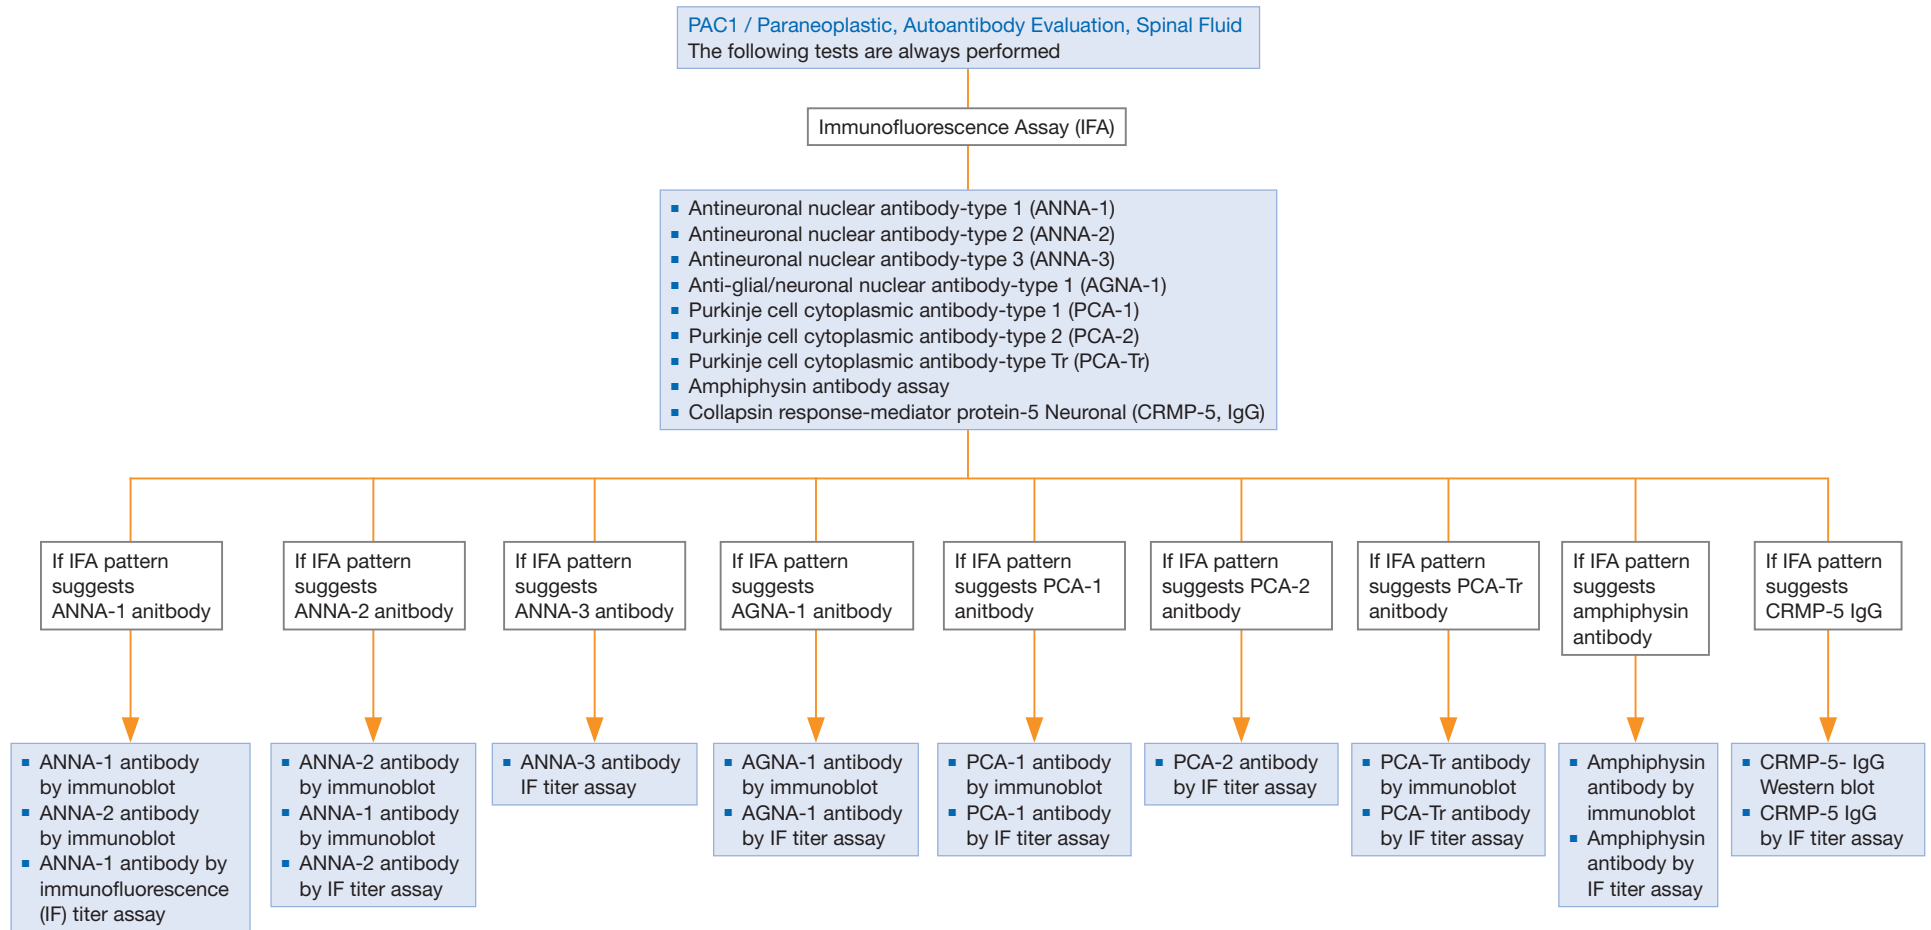 PAC1 / Paraneoplastic, Autoantibody Evaluation, Spinal Fluid
The following tests are always performed
Immunofluorescence Assay (IFA)
▪ Antineuronal nuclear antibody-type 1 (ANNA-1)
▪ Antineuronal nuclear antibody-type 2 (ANNA-2)
▪ Antineuronal nuclear antibody-type 3 (ANNA-3)
▪ Anti-glial/neuronal nuclear antibody-type 1 (AGNA-1)
▪ Purkinje cell cytoplasmic antibody-type 1 (PCA-1)
▪ Purkinje cell cytoplasmic antibody-type 2 (PCA-2)
▪ Purkinje cell cytoplasmic antibody-type Tr (PCA-Tr)
▪ Amphiphysin antibody assay
▪ Collapsin response-mediator protein-5 Neuronal (CRMP-5, IgG)
If IFA pattern
suggests
ANNA-1 anitbody
If IFA pattern
suggests
ANNA-2 anitbody
If IFA pattern
suggests
ANNA-3 antibody
If IFA pattern
suggests
AGNA-1 anitbody
If IFA pattern
suggests PCA-1
anitbody
If IFA pattern
suggests PCA-2
anitbody
If IFA pattern
suggests PCA-Tr
anitbody
If IFA pattern
suggests
amphiphysin
antibody
If IFA pattern
suggests
CRMP-5 IgG
▪ ANNA-1 antibody
by immunoblot
▪ ANNA-2 antibody
by immunoblot
▪ ANNA-1 antibody by
immunofluorescence
(IF) titer assay
▪ ANNA-2 antibody
by immunoblot
▪ ANNA-1 antibody
by immunoblot
▪ ANNA-2 antibody
by IF titer assay
▪ ANNA-3 antibody
IF titer assay
▪ AGNA-1 antibody
by immunoblot
▪ AGNA-1 antibody
by IF titer assay
▪ PCA-1 antibody
by immunoblot
▪ PCA-1 antibody
by IF titer assay
▪ PCA-2 antibody
by IF titer assay
▪ PCA-Tr antibody
by immunoblot
▪ PCA-Tr antibody
by IF titer assay
▪ Amphiphysin
antibody by
immunoblot
▪ Amphiphysin
antibody by
IF titer assay
▪ CRMP-5- IgG
Western blot
▪ CRMP-5 IgG
by IF titer assay